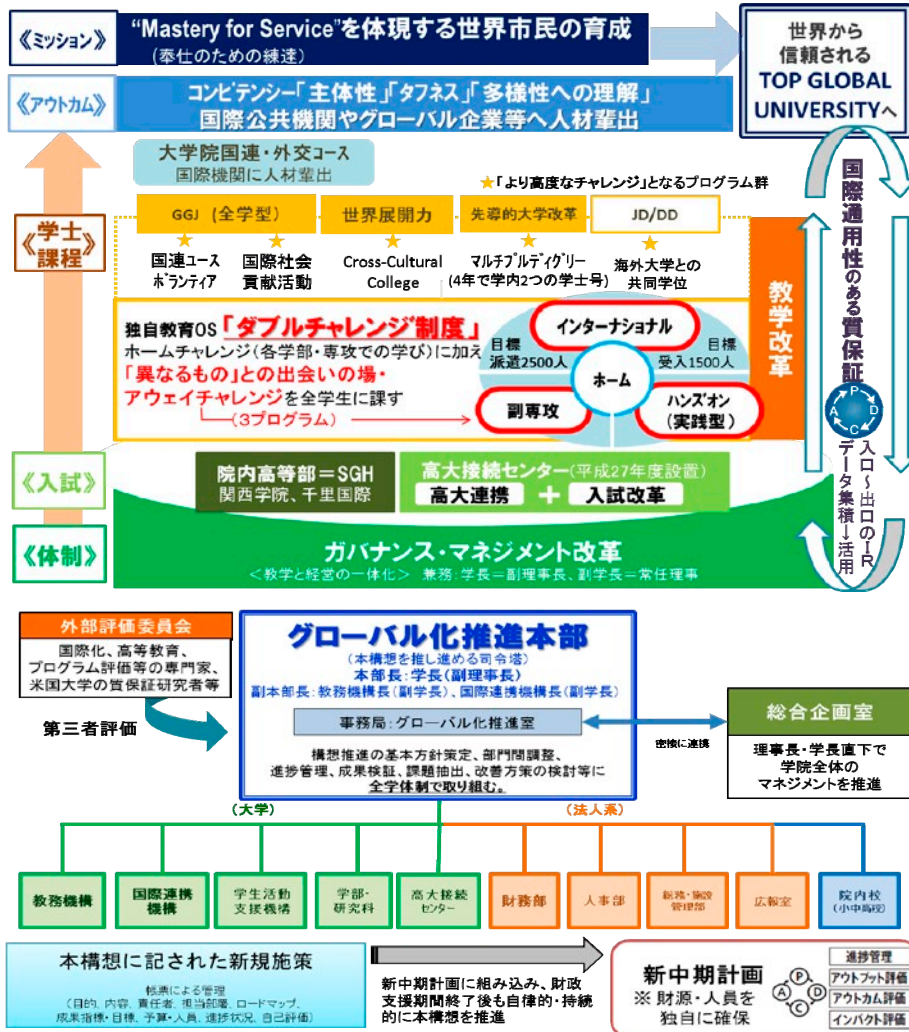 《ミッション》
“Mastery for Service”を体現する世界市民の育成
(奉仕のための練達)
世界から
信頼される
TOP GLOBAL
UNIVERSITYへ
《アウトカム》
コンピテンシー「主体性」「タフネス」「多様性への理解」
国際公共機関やグローバル企業等へ人材輩出
大学院国連・外交コース
国際機関に人材輩出
★「より高度なチャレンジ」となるプログラム群
《学士
課程》
GGJ (全学型)
世界展開力
先導的大学改革
JD/DD
★
★
★
★
★
国連ユース
ボランティア
国際社会
貢献活動
Cross-Cultural
College
マルチプルディグリー
(4年で学内2つの学士号)
海外大学との
共同学位
独自教育OS「ダブルチャレンジ制度」
ホームチャレンジ(各学部・専攻での学び)に加え
「異なるもの」との出会いの場・
アウェイチャレンジを全学生に課す
(3プログラム)
インターナショナル
目標
派遣2500人
目標
受入1500人
ホーム
副専攻
ハンズオン
(実践型)
教学改革
国際適用性のある質保証
P
D
C
A
入口~出口のIR
データ集積→活用
《入試》
院内高等部=SGH
関西学院、千里国際
高大接続センター(平成27年度設置)
高大連携
+
入試改革
《体制》
ガバナンス・マネジメント改革
<教学と経営の一体化> 兼務:学長=副理事長、副学長=常任理事
外部評価委員会
国際化、高等教育、
プログラム評価等の専門家、
米国大学の質保証研究者等
第三者評価
グローバル化推進本部
(本構想を推し進める司令塔)
本部長:学長(副理事長)
副本部長:教務機構長(副学長)、国際連携機構長(副学長)
事務局:グローバル化推進室
構想推進の基本方針策定、部門間調整、
進捗管理、成果検証、課題抽出、改善方策の検討等に
全学体制で取り組む。
密接に連携
総合企画室
理事長・学長直下で
学院全体の
マネジメントを推進
(大学)
(法人系)
教務機構
国際連携
機構
学生活動
支援機構
学部・
研究科
高大接続
センター
財務部
人事部
総務・施設
管理部
広報室
院内校
(小中高校)
本構想に記された新規施策
帳票による管理
(目的、内容、責任者、担当部署、ロードマップ、
成果指標・目標、予算・人員、進捗状況、自己評価)
新中期計画に組み込み、財政
支援期間終了後も自律的・持続
的に本構想を推進
新中期計画
※ 財源・人員を
独自に確保
P
D
C
A
進捗管理
アウトプット評価
アウトカム評価
インパクト評価